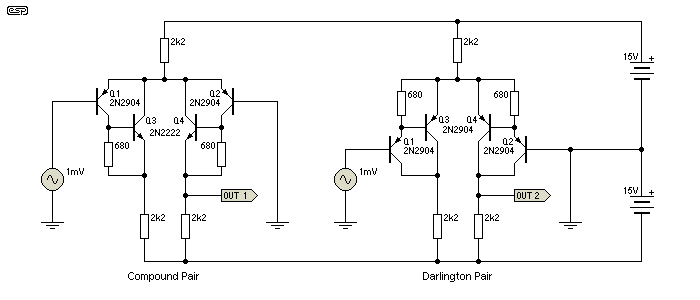 esp
2k2
2k2
15V
+
Q1
2N2904
Q2
2N2904
680
680
Q3
2N2222
Q4
Q3
2N2904
Q4
680
680
Q1
2N2904
Q2
2N2904
1mV
1mV
OUT 1
OUT 2
15V
+
2k2
2k2
2k2
2k2
Compound Pair
Darlington Pair